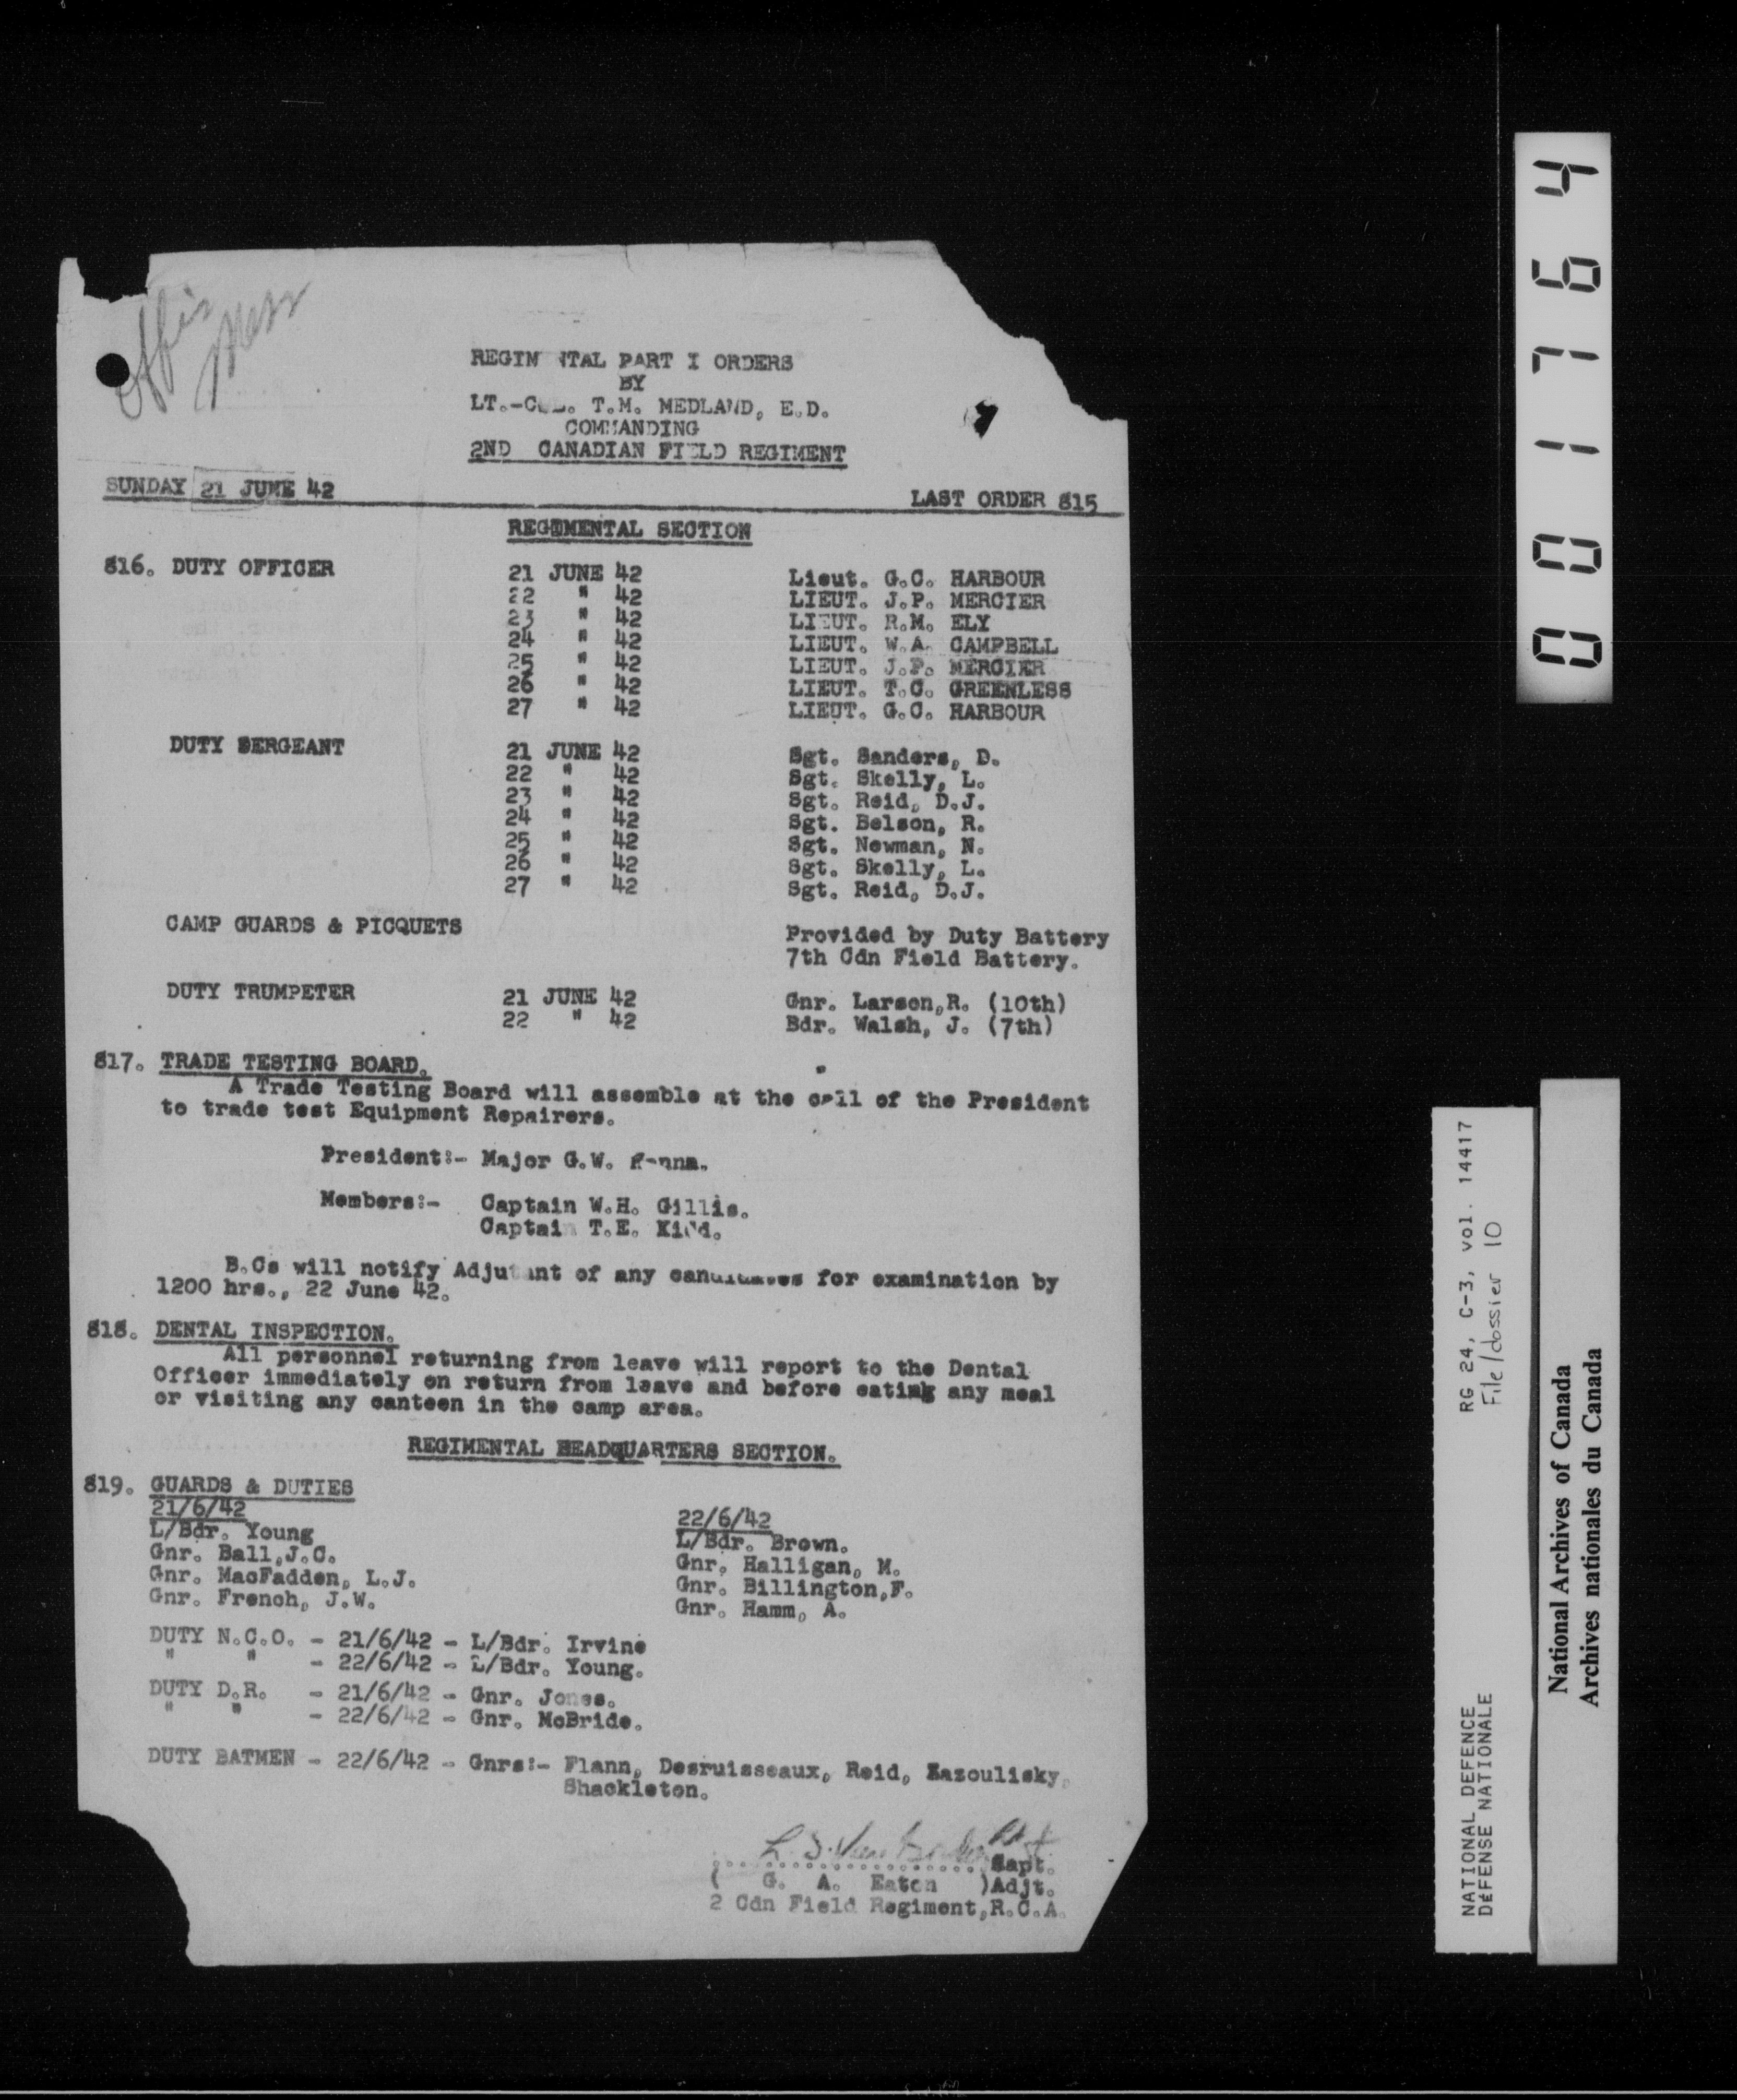 Offis
Mess
REGIM NTAL PART I ORDERS
BY
LT.-COL. T.M. MEDLAND, E.D.
COMMANDING
2ND CANADIAN FIELD REGIMENT
SUNDAY 21 JUNE 42 LAST ORDER 815
REGIMENTAL SECTION
816. DUTY OFFICER 21 JUNE 42 Lieut. G.C. HARBOUR
22 " 42 LIEUT. J.P. MERCIER
23 " 42 LIEUT. R.M. ELY
24 " 42 LIEUT. W.A. CAMPBELL
25 " 42 LIEUT. J.P. MERCIER
26 " 42 LIEUT. T.C. GREENLESS
27 " 42 LIEUT. G.C. HARBOUR
DUTY SERGEANT 21 JUNE 42 Sgt. Sanders, D.
22 " 42 Sgt. Skelly, L.
23 " 42 Sgt. Reid, D.J.
24 " 42 Sgt. Belson, R.
25 " 42 Sgt. Newman, N.
26 " 42 Sgt. Skelly, L.
27 " 42 Sgt. Reid, D.J.
CAMP GUARDS & PICQUETS Provided by Duty Battery
7th Cdn Field Battery.
DUTY TRUMPETER 21 JUNE 42 Gnr. Larson,R. (10th)
22 " 42 Bdr. Walsh, J. (7th)
817. TRADE TESTING BOARD.
A Trade Testing Board will assemble at the call of the President
to trade test Equipment Repairers.
President:- Major G.W.
Members:- Captain W.H. Gillis.
Captain T.E. Kidd.
B.Cs will notify Adjutant of any candidates for examination by
1200 hrs., 22 June 42.
818. DENTAL INSPECTION.
All personnel returning from leave will report to the Dental
Officer immediately on return from leave and before eating any meal
or visiting any canteen in the camp area.
REGIMENTAL HEADQUARTERS SECTION.
819. GUARDS & DUTIES
21/6/42 22/6/42
L/Bdr. Young L/Bdr. Brown.
Gnr. Ball,J.C. Gnr. Halligan, M.
Gnr. MacFadden, L.J. Gnr. Billington,F.
Gnr. French, J.W. Gnr. Hamm, A.
DUTY N.C.O. - 21/6/42 - L/Bdr. Irvine
" " - 22/6/42 - L/Bdr. Young.
DUTY D.R. - 21/6/42 - Gnr. Jones.
" " - 22/6/42 - Gnr. McBride.
DUTY BATMEN - 22/6/42 - Gnrs:- Flann, Desruisseaux, Reid, Zazoulisky,
Shackleton.
....................Capt.
( G. A. Eaton )Adjt.
2 Cdn Field Regiment,R.C.A.
001764
RG 24, C-3, vol. 14417
File/dossier 10
NATIONAL DEFENCE
DÉFENSE NATIONALE
National Archives of Canada
Archives nationales du Canada